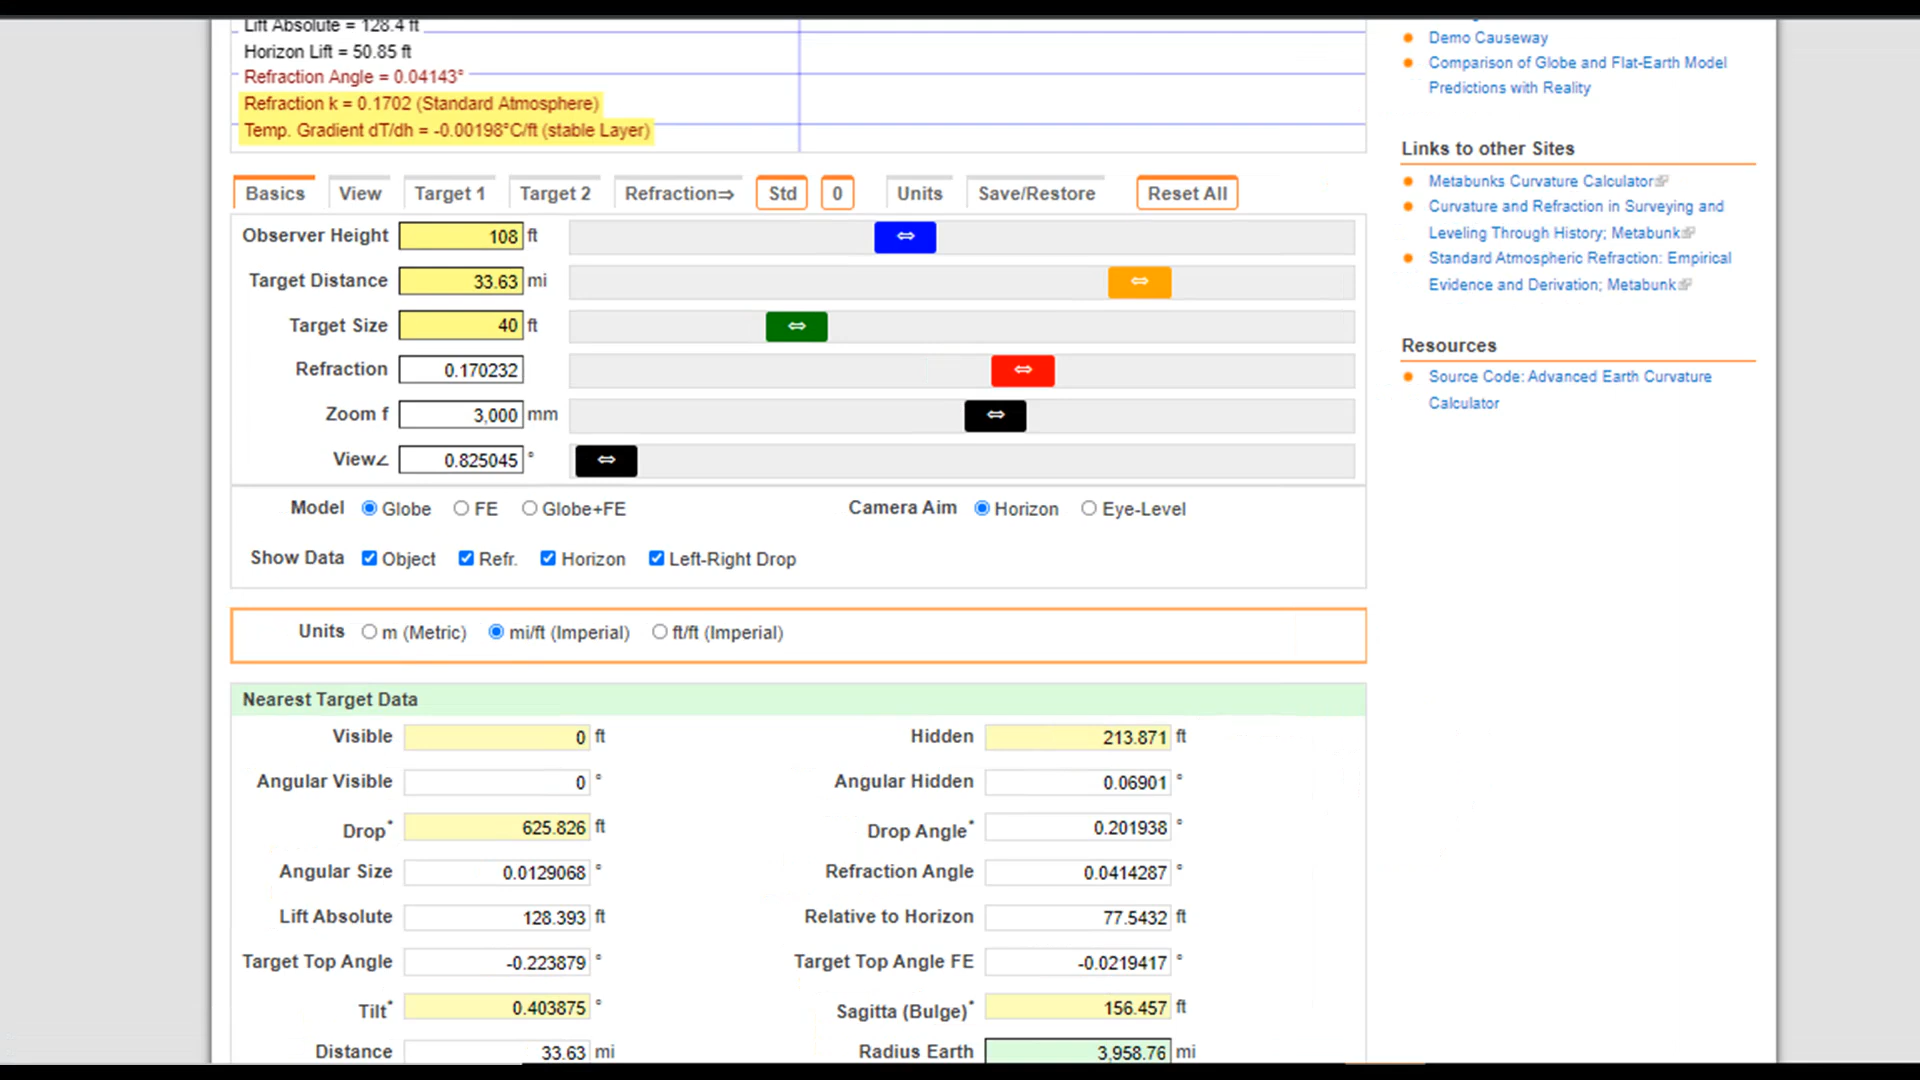 Lift Absolute = 128.4 ft
Horizon Lift = 50.85 ft
Refraction Angle = 0.04143°
Refraction k = 0.1702 (Standard Atmosphere)
Temp. Gradient dT/dh = -0.00198°C/ft (stable Layer)
Basics View Target 1 Target 2 Refraction⇒ Std 0 Units Save/Restore Reset All
Observer Height 108 ft
Target Distance 33.63 mi
Target Size 40 ft
Refraction 0.170232
Zoom f 3,000 mm
View∠ 0.825045 °
Model Globe FE Globe+FE Camera Aim Horizon Eye-Level
Show Data Object Refr. Horizon Left-Right Drop
Units m (Metric) mi/ft (Imperial) ft/ft (Imperial)
Nearest Target Data
Visible 0 ft Hidden 213.871 ft
Angular Visible 0 ° Angular Hidden 0.06901 °
Drop* 625.826 ft Drop Angle* 0.201938 °
Angular Size 0.0129068 ° Refraction Angle 0.0414287 °
Lift Absolute 128.393 ft Relative to Horizon 77.5432 ft
Target Top Angle -0.223879 ° Target Top Angle FE -0.0219417 °
Tilt* 0.403875 ° Sagitta (Bulge)* 156.457 ft
Distance 33.63 mi Radius Earth 3,958.76 mi
Demo Causeway
Comparison of Globe and Flat-Earth Model
Predictions with Reality
Links to other Sites
Metabunks Curvature Calculator
Curvature and Refraction in Surveying and
Leveling Through History; Metabunk
Standard Atmospheric Refraction: Empirical
Evidence and Derivation; Metabunk
Resources
Source Code: Advanced Earth Curvature
Calculator